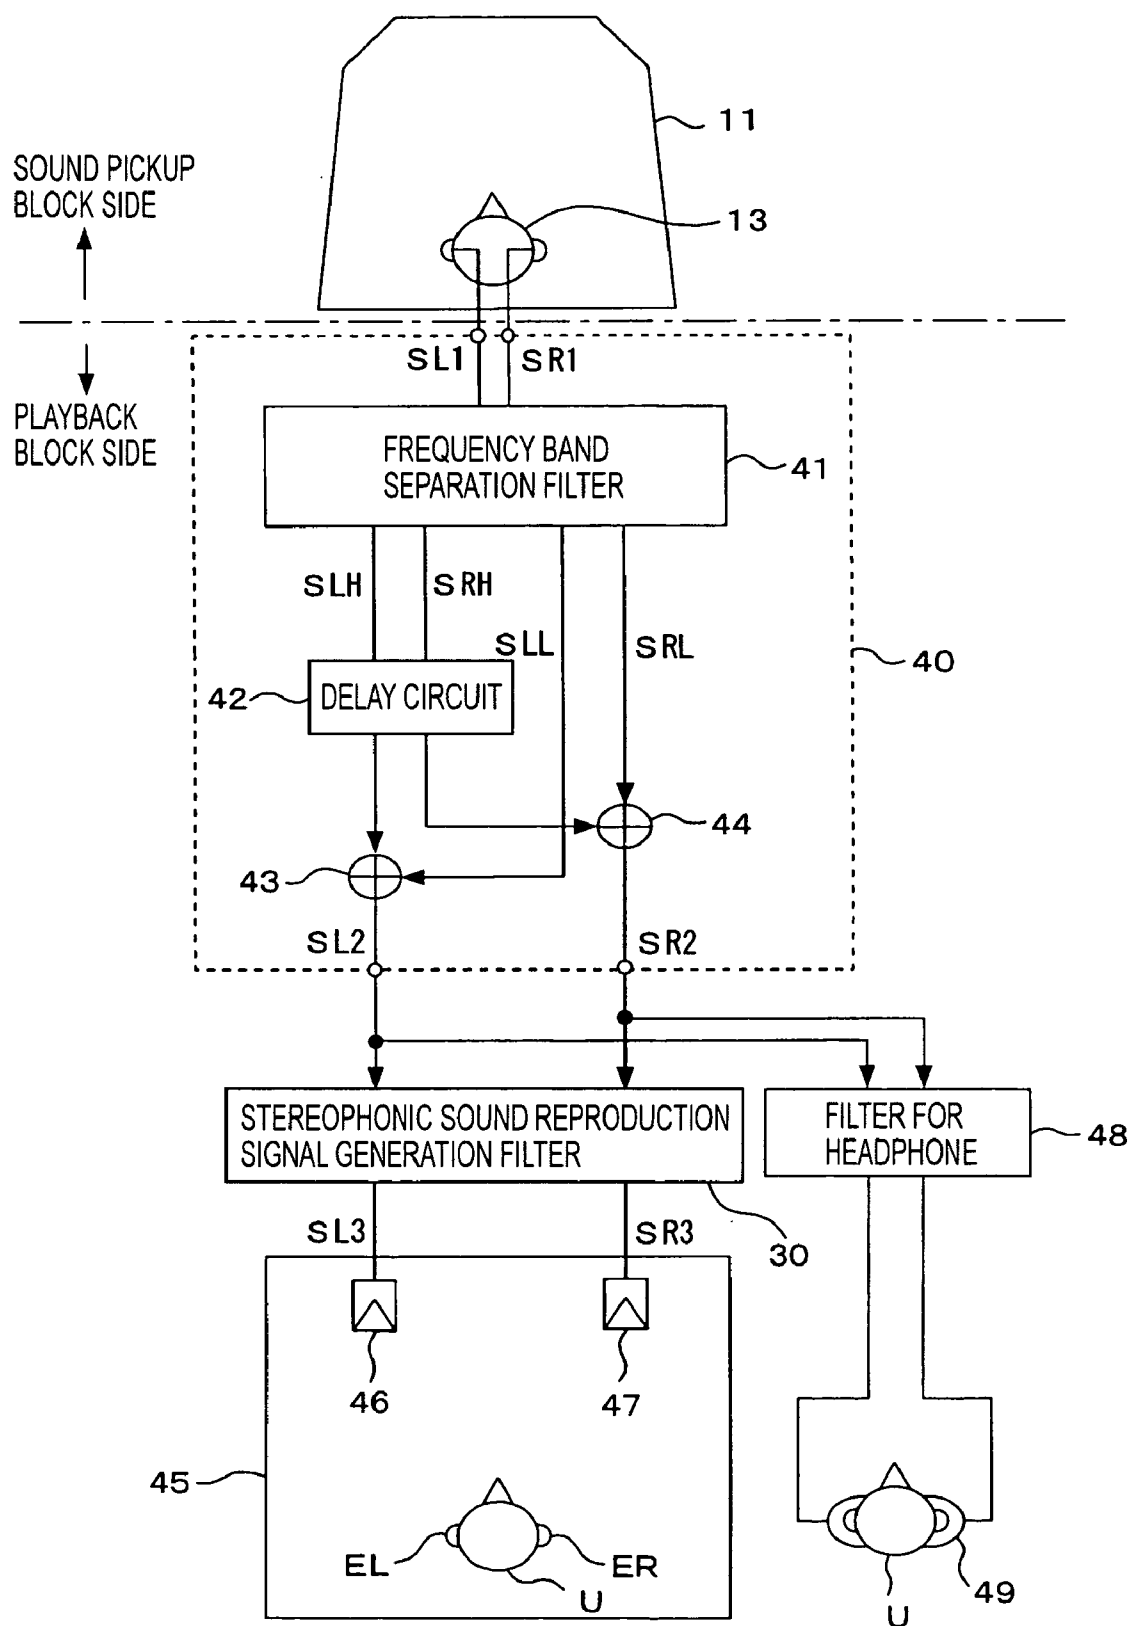 11
SOUND PICKUP
BLOCK SIDE
13
SL1
SR1
PLAYBACK
BLOCK SIDE
FREQUENCY BAND
SEPARATION FILTER
41
SLH
SRH
SLL
SRL
40
42
DELAY CIRCUIT
44
43
SL2
SR2
STEREOPHONIC SOUND REPRODUCTION
SIGNAL GENERATION FILTER
FILTER FOR
HEADPHONE
48
SL3
SR3
30
46
47
45
EL
ER
U
49
U